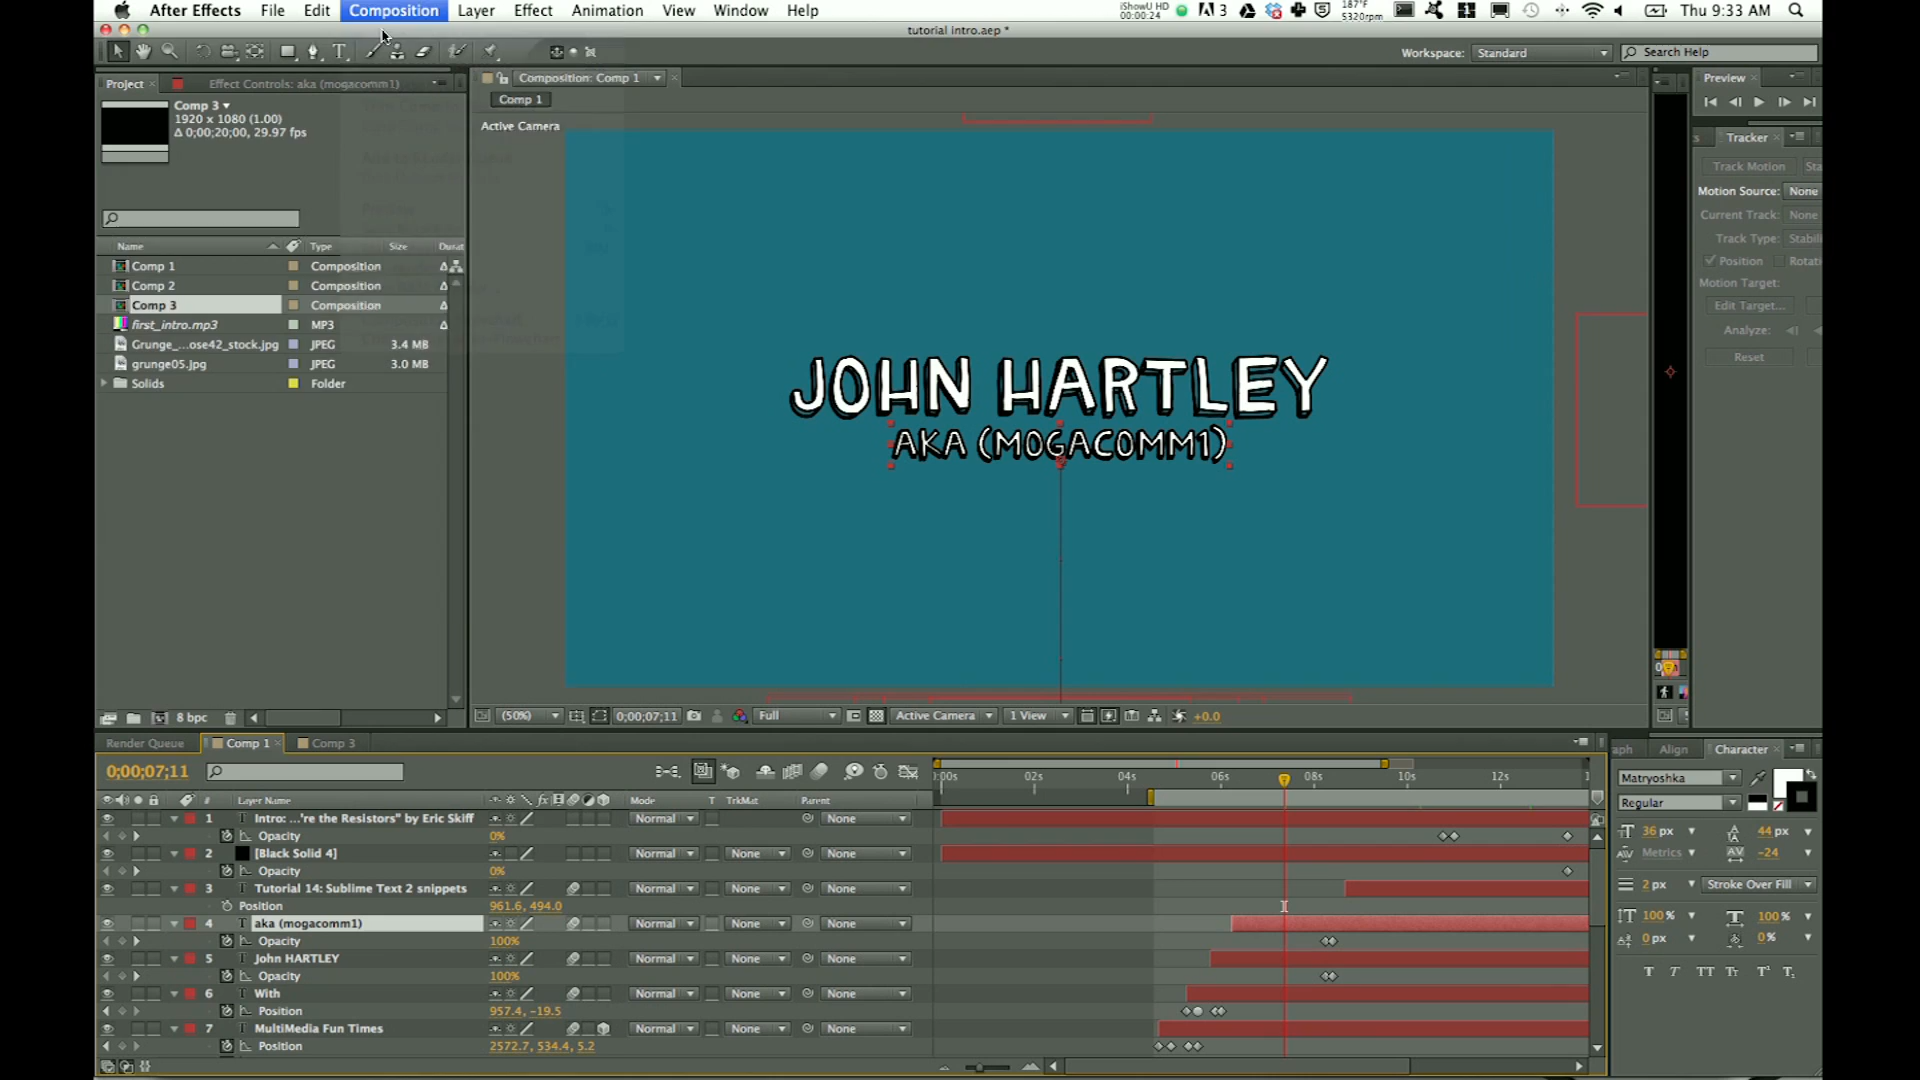 After Effects File Edit Composition Layer Effect Animation View Window Help
iShowU HD
00:00:24
3
187°F
5320rpm
Thu 9:33 AM
tutorial intro.aep *
Workspace: Standard
Search Help
Project
Effect Controls: aka (mogacomm1)
Composition: Comp 1
Preview
Comp 3
1920 x 1080 (1.00)
Δ 0;00;20;00, 29.97 fps
Comp 1
Active Camera
Tracker
Track Motion
Motion Source: None
Current Track: None
Track Type: Stabili
Position Rotati
Motion Target:
Edit Target...
Analyze:
Reset
Name Type Size Durat
Comp 1 Composition
Comp 2 Composition
Comp 3 Composition
first_intro.mp3 MP3
Grunge_...ose42_stock.jpg JPEG 3.4 MB
grunge05.jpg JPEG 3.0 MB
Solids Folder
JOHN HARTLEY
AKA (MOGACOMM1)
8 bpc
(50%) 0;00;07;11 Full Active Camera 1 View +0.0
Render Queue Comp 1 Comp 3
Align Character
0;00;07;11
:00s 02s 04s 06s 08s 10s 12s
Matryoshka
Regular
# Layer Name Mode T TrkMat Parent
1 Intro: ...'re the Resistors" by Eric Skiff Normal None
Opacity 0%
2 [Black Solid 4] Normal None None
Opacity 0%
3 Tutorial 14: Sublime Text 2 snippets Normal None None
Position 961.6, 494.0
4 aka (mogacomm1) Normal None None
Opacity 100%
5 John HARTLEY Normal None None
Opacity 100%
6 With Normal None None
Position 957.4, -19.5
7 MultiMedia Fun Times Normal None None
Position 2572.7, 534.4, 5.2
36 px 44 px
Metrics -24
2 px Stroke Over Fill
100% 100%
0 px 0%
T T TT Tr T¹ T₁